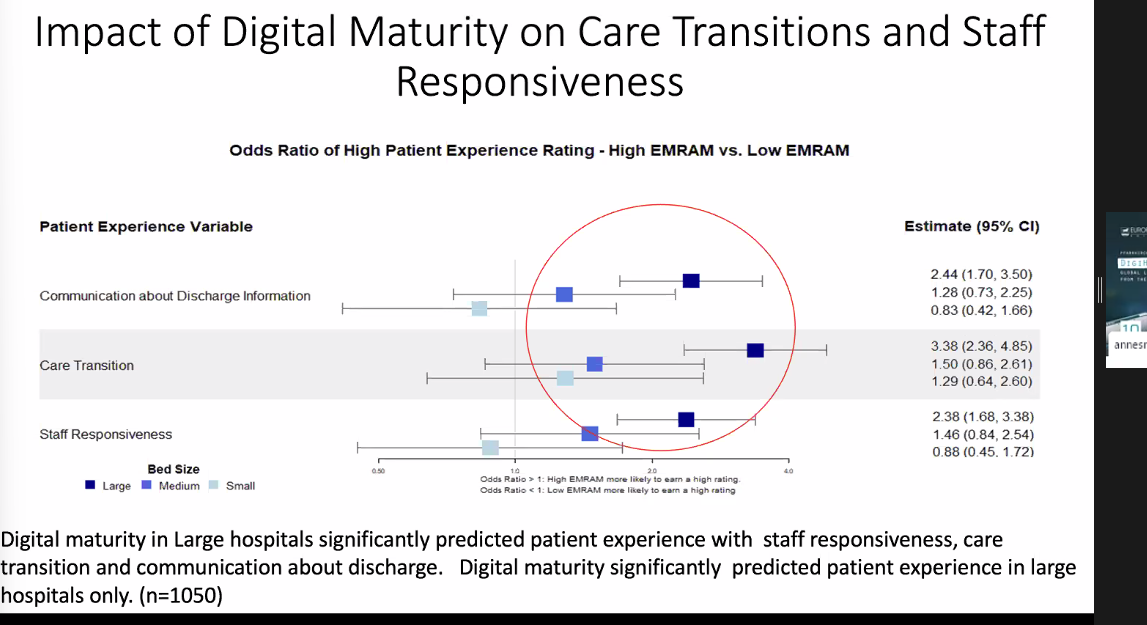 Impact of Digital Maturity on Care Transitions and Staff
Responsiveness
Odds Ratio of High Patient Experience Rating - High EMRAM vs. Low EMRAM
Patient Experience Variable
Estimate (95% CI)
Communication about Discharge Information
2.44 (1.70, 3.50)
1.28 (0.73, 2.25)
0.83 (0.42, 1.66)
Care Transition
3.38 (2.36, 4.85)
1.50 (0.86, 2.61)
1.29 (0.64, 2.60)
Staff Responsiveness
2.38 (1.68, 3.38)
1.46 (0.84, 2.54)
0.88 (0.45, 1.72)
0.50 1.0 2.0 4.0
Bed Size
Large Medium Small
Odds Ratio > 1: High EMRAM more likely to earn a high rating.
Odds Ratio < 1: Low EMRAM more likely to earn a high rating
Digital maturity in Large hospitals significantly predicted patient experience with staff responsiveness, care
transition and communication about discharge. Digital maturity significantly predicted patient experience in large
hospitals only. (n=1050)
10